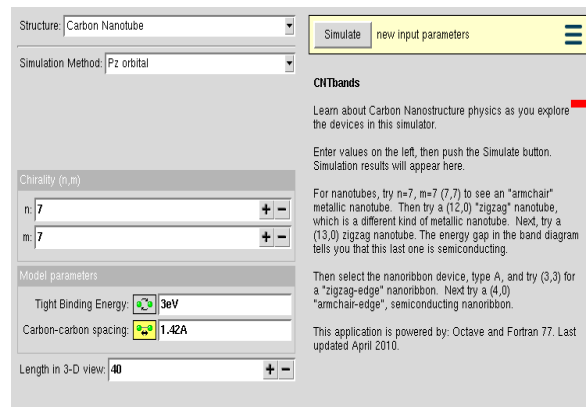 Structure: Carbon Nanotube
Simulation Method: Pz orbital
Chirality (n,m)
n: 7
m: 7
Model parameters
Tight Binding Energy: 3eV
Carbon-carbon spacing: 1.42A
Length in 3-D view: 40
Simulate new input parameters
CNTbands
Learn about Carbon Nanostructure physics as you explore
the devices in this simulator.
Enter values on the left, then push the Simulate button.
Simulation results will appear here.
For nanotubes, try n=7, m=7 (7,7) to see an "armchair"
metallic nanotube. Then try a (12,0) "zigzag" nanotube,
which is a different kind of metallic nanotube. Next, try a
(13,0) zigzag nanotube. The energy gap in the band diagram
tells you that this last one is semiconducting.
Then select the nanoribbon device, type A, and try (3,3) for
a "zigzag-edge" nanoribbon. Next try a (4,0)
"armchair-edge", semiconducting nanoribbon.
This application is powered by: Octave and Fortran 77. Last
updated April 2010.